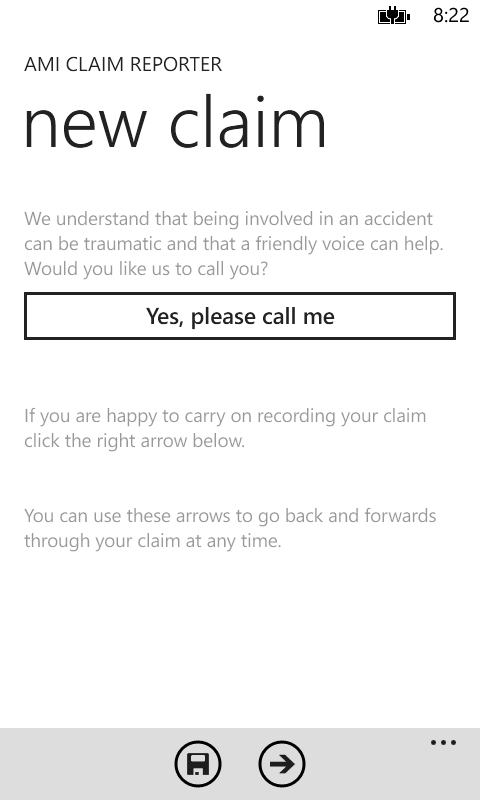 8:22
AMI CLAIM REPORTER
new claim
We understand that being involved in an accident
can be traumatic and that a friendly voice can help.
Would you like us to call you?
Yes, please call me
If you are happy to carry on recording your claim
click the right arrow below.
You can use these arrows to go back and forwards
through your claim at any time.